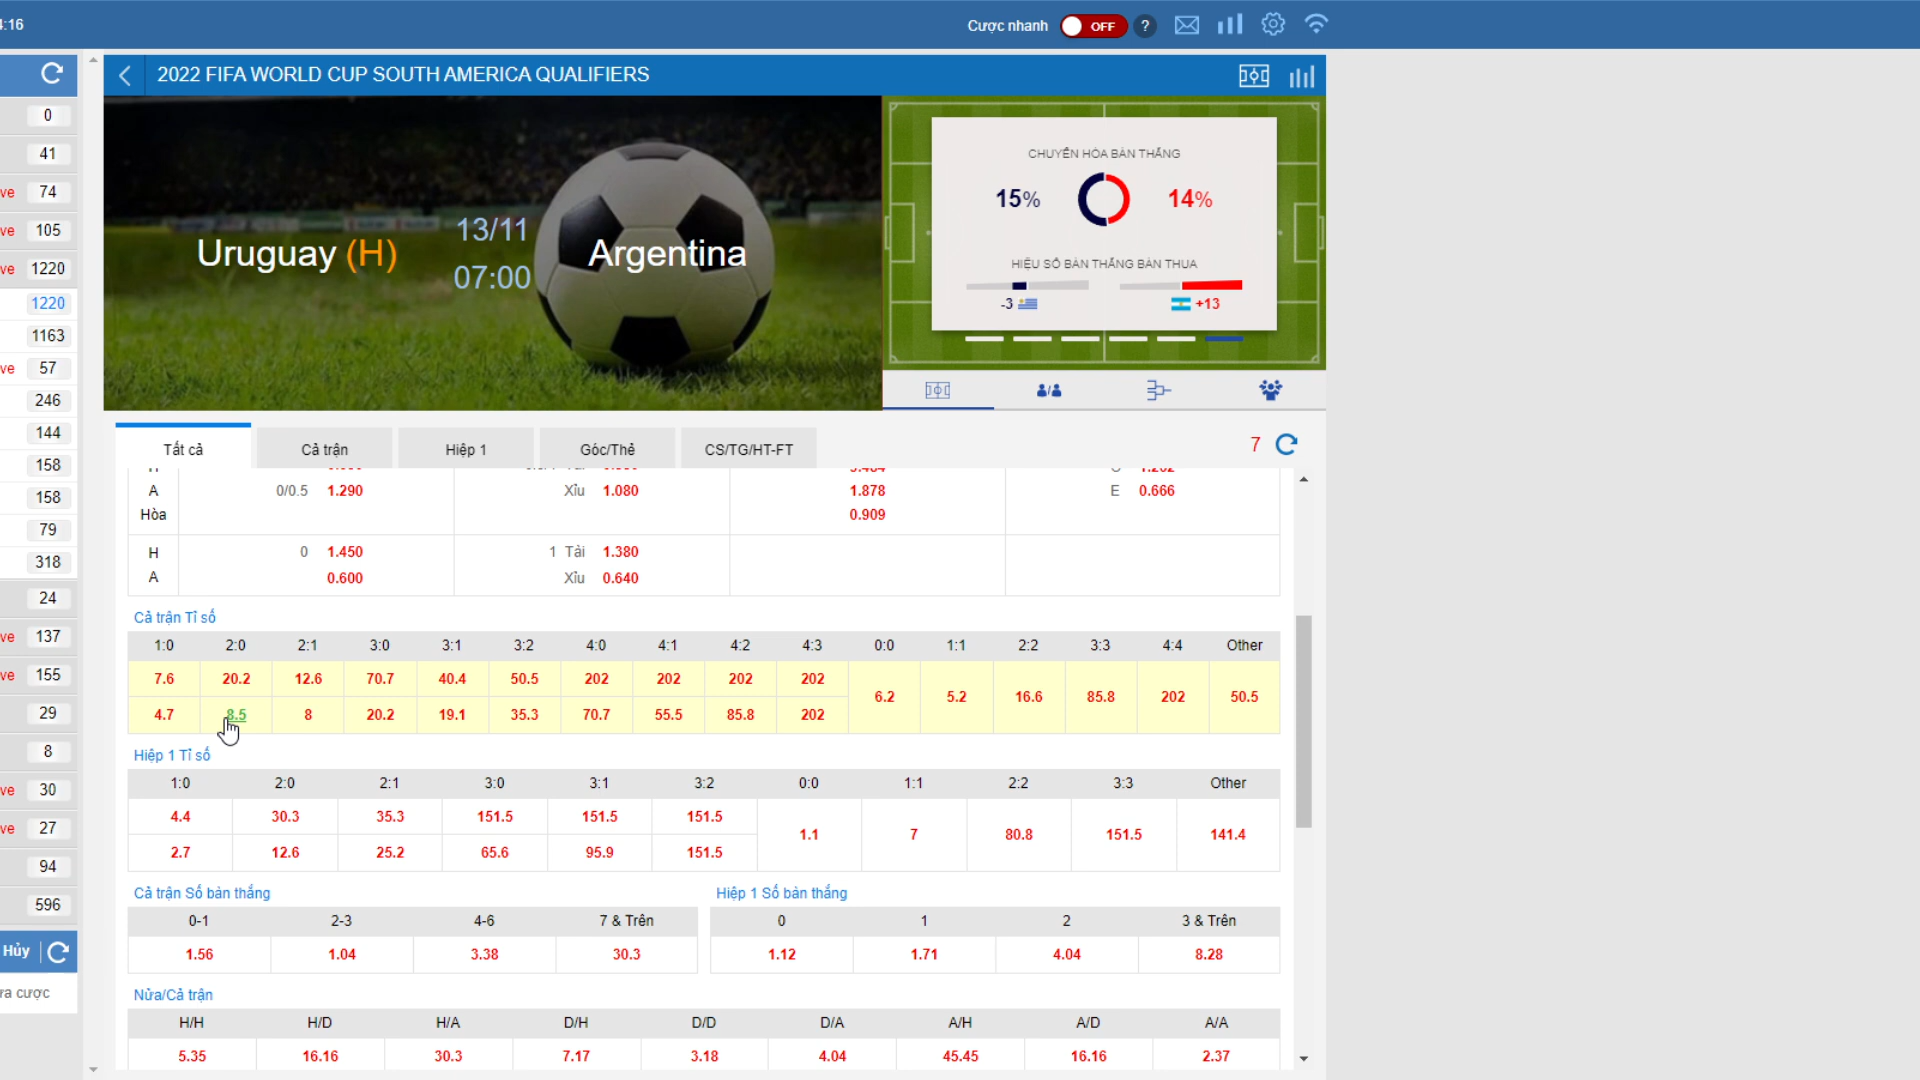 :16
Cược nhanh OFF ?
2022 FIFA WORLD CUP SOUTH AMERICA QUALIFIERS
0
41
ve 74
ve 105
ve 1220
1220
1163
ve 57
246
144
158
158
79
318
24
ve 137
ve 155
29
8
ve 30
ve 27
94
596
Hủy
ra cược
Uruguay (H)
13/11
07:00
Argentina
CHUYỂN HÓA BÀN THẮNG
15% 14%
HIỆU SỐ BÀN THẮNG BÀN THUA
-3 +13
Tất cả Cả trận Hiệp 1 Góc/Thẻ CS/TG/HT-FT 7
A 0/0.5 1.290 Xỉu 1.080 1.878 E 0.666
Hòa 0.909
H 0 1.450 1 Tài 1.380
A 0.600 Xỉu 0.640
Cả trận Tỉ số
1:0 2:0 2:1 3:0 3:1 3:2 4:0 4:1 4:2 4:3 0:0 1:1 2:2 3:3 4:4 Other
7.6 20.2 12.6 70.7 40.4 50.5 202 202 202 202
6.2 5.2 16.6 85.8 202 50.5
4.7 8.5 8 20.2 19.1 35.3 70.7 55.5 85.8 202
Hiệp 1 Tỉ số
1:0 2:0 2:1 3:0 3:1 3:2 0:0 1:1 2:2 3:3 Other
4.4 30.3 35.3 151.5 151.5 151.5
1.1 7 80.8 151.5 141.4
2.7 12.6 25.2 65.6 95.9 151.5
Cả trận Số bàn thắng Hiệp 1 Số bàn thắng
0-1 2-3 4-6 7 & Trên 0 1 2 3 & Trên
1.56 1.04 3.38 30.3 1.12 1.71 4.04 8.28
Nửa/Cả trận
H/H H/D H/A D/H D/D D/A A/H A/D A/A
5.35 16.16 30.3 7.17 3.18 4.04 45.45 16.16 2.37